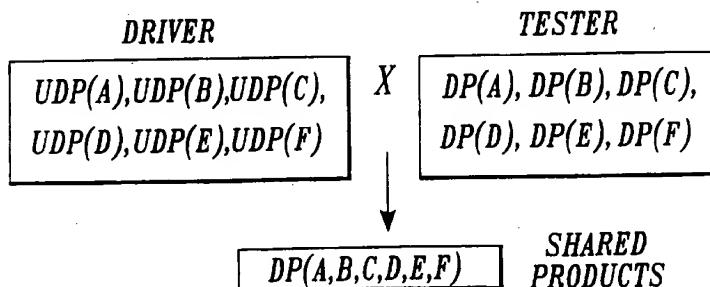 DRIVER
TESTER
UDP(A),UDP(B),UDP(C),
UDP(D),UDP(E),UDP(F)
X
DP(A), DP(B), DP(C),
DP(D), DP(E), DP(F)
DP(A,B,C,D,E,F)
SHARED
PRODUCTS